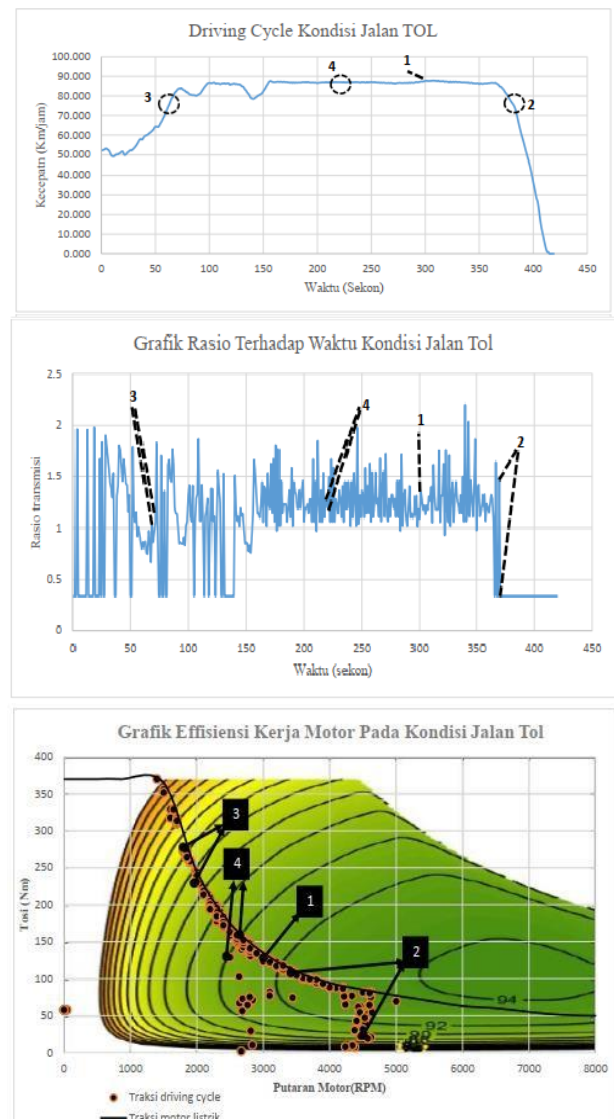 Driving Cycle Kondisi Jalan TOL
100.000
90.000
80.000
70.000
60.000
50.000
40.000
30.000
20.000
10.000
0.000
Kecepatn (Km/jam)
3
4
1
2
0 50 100 150 200 250 300 350 400 450
Waktu (Sekon)
Grafik Rasio Terhadap Waktu Kondisi Jalan Tol
2.5
2
1.5
1
0.5
0
Rasio transmisi
3
4
1
2
0 50 100 150 200 250 300 350 400 450
Waktu (sekon)
Grafik Effisiensi Kerja Motor Pada Kondisi Jalan Tol
400
350
300
250
200
150
100
50
0
Tosi (Nm)
3
4
1
2
94
92
0 1000 2000 3000 4000 5000 6000 7000 8000
Putaran Motor(RPM)
Traksi driving cycle
Traksi motor listrik